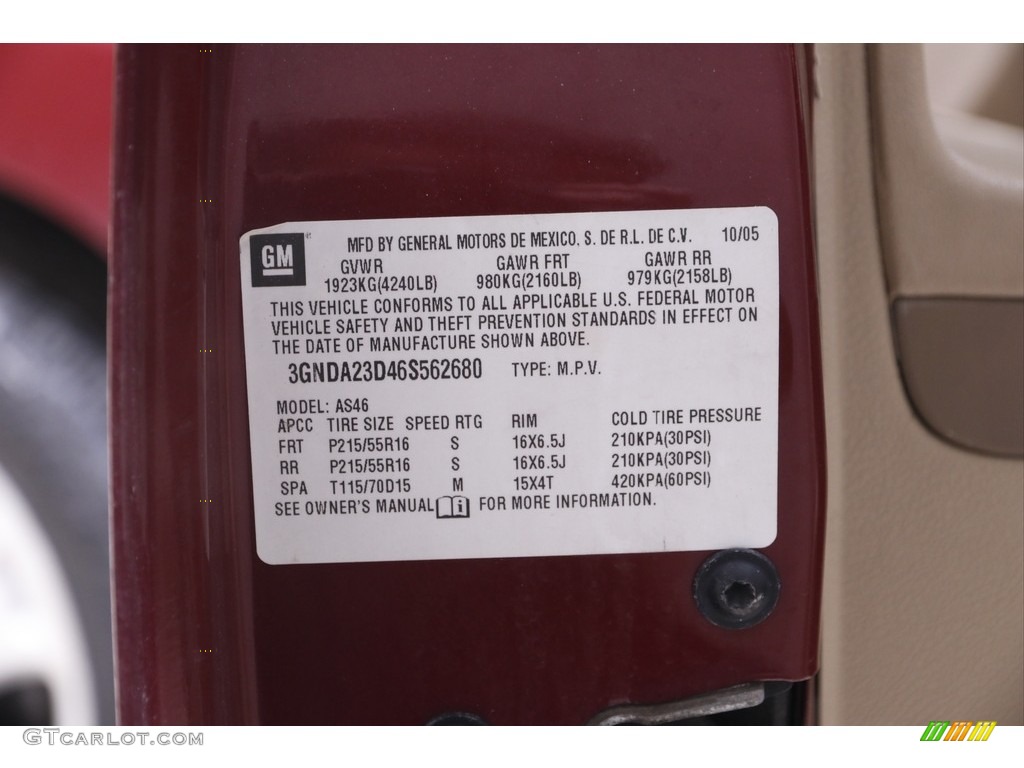 GM MFD BY GENERAL MOTORS DE MEXICO. S. DE R.L. DE C.V. 10/05
GVWR GAWR FRT GAWR RR
1923KG(4240LB) 980KG(2160LB) 979KG(2158LB)
THIS VEHICLE CONFORMS TO ALL APPLICABLE U.S. FEDERAL MOTOR
VEHICLE SAFETY AND THEFT PREVENTION STANDARDS IN EFFECT ON
THE DATE OF MANUFACTURE SHOWN ABOVE.
3GNDA23D46S562680 TYPE: M.P.V.
MODEL: AS46
APCC TIRE SIZE SPEED RTG RIM COLD TIRE PRESSURE
FRT P215/55R16 S 16X6.5J 210KPA(30PSI)
RR P215/55R16 S 16X6.5J 210KPA(30PSI)
SPA T115/70D15 M 15X4T 420KPA(60PSI)
SEE OWNER'S MANUAL i FOR MORE INFORMATION.
GTCARLOT.COM